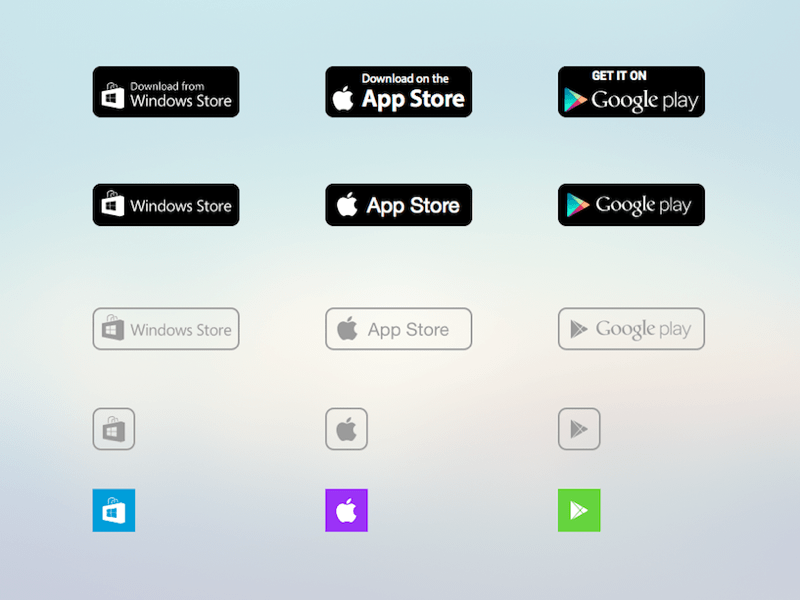 Download from
Windows Store
Download on the
App Store
GET IT ON
Google play
Windows Store
App Store
Google play
Windows Store
App Store
Google play